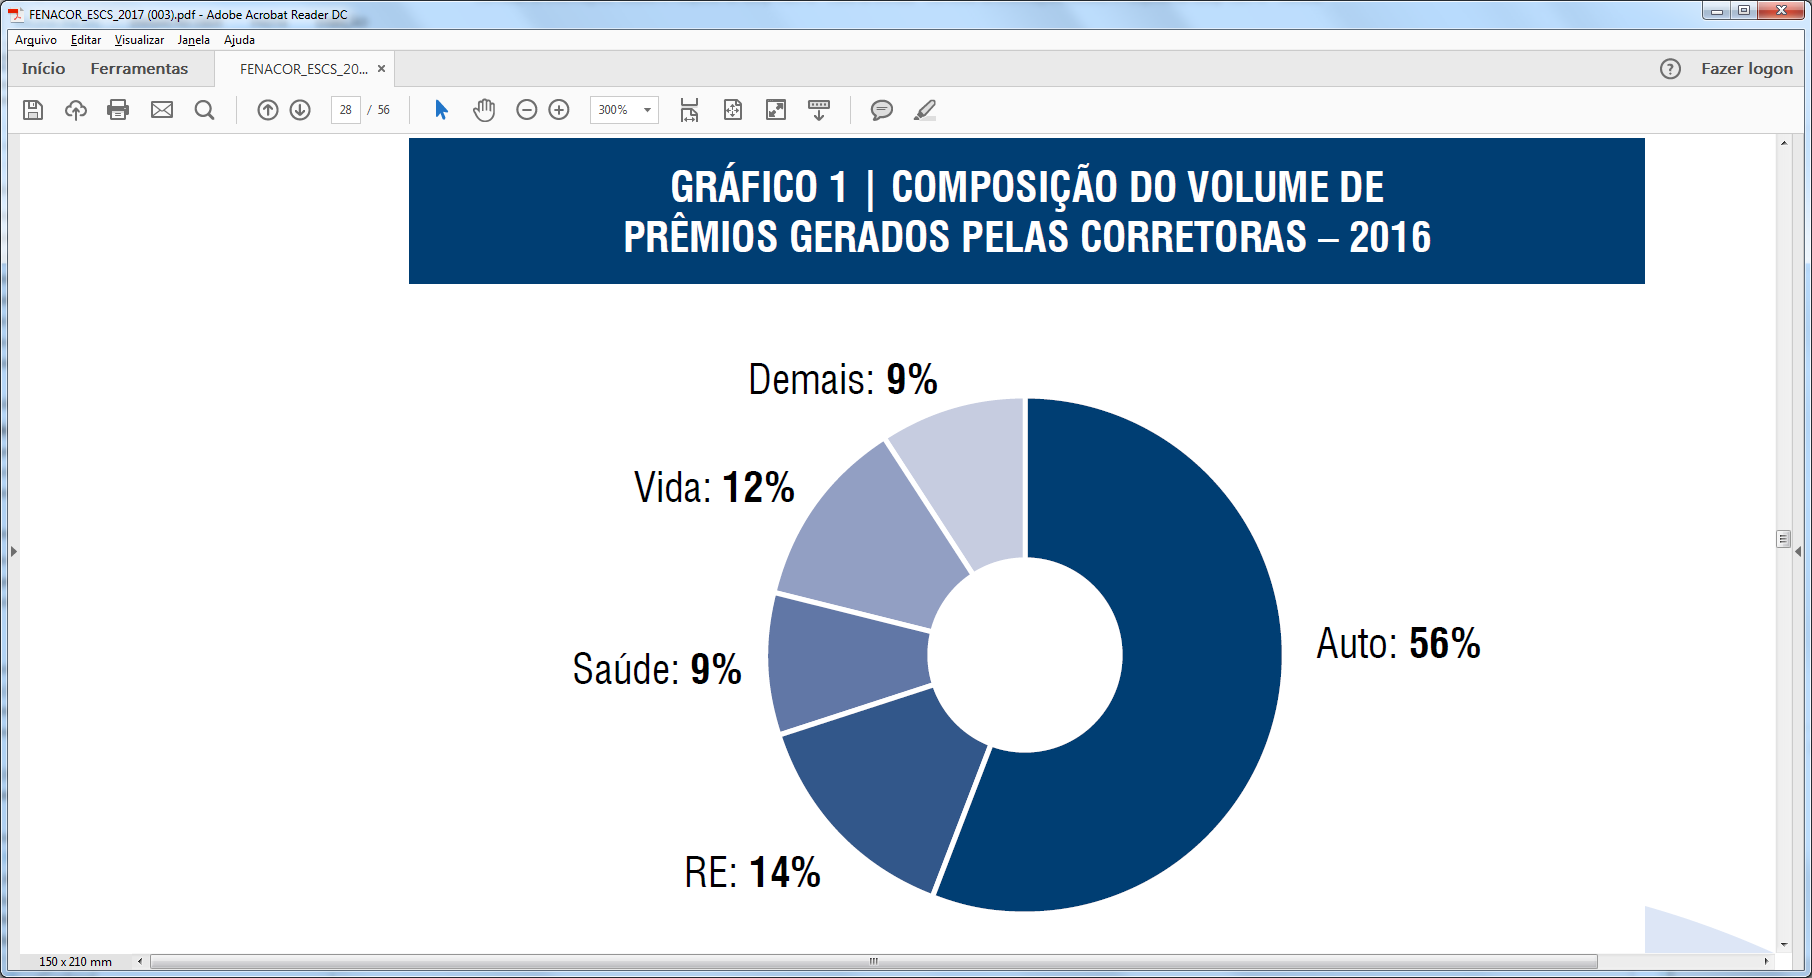 FENACOR_ESCS_2017 (003).pdf - Adobe Acrobat Reader DC
Arquivo Editar Visualizar Janela Ajuda
Início Ferramentas FENACOR_ESCS_20... × ? Fazer logon
28 / 56 300%
GRÁFICO 1 | COMPOSIÇÃO DO VOLUME DE
PRÊMIOS GERADOS PELAS CORRETORAS – 2016
Demais: 9%
Vida: 12%
Auto: 56%
Saúde: 9%
RE: 14%
150 x 210 mm